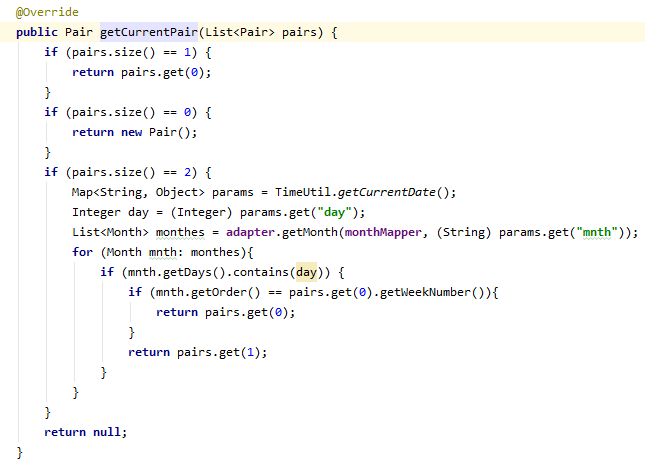 @Override
public Pair getCurrentPair(List<Pair> pairs) {
    if (pairs.size() == 1) {
        return pairs.get(0);
    }
    if (pairs.size() == 0) {
        return new Pair();
    }
    if (pairs.size() == 2) {
        Map<String, Object> params = TimeUtil.getCurrentDate();
        Integer day = (Integer) params.get("day");
        List<Month> monthes = adapter.getMonth(monthMapper, (String) params.get("mnth"));
        for (Month mnth: monthes){
            if (mnth.getDays().contains(day)) {
                if (mnth.getOrder() == pairs.get(0).getWeekNumber()){
                    return pairs.get(0);
                }
                return pairs.get(1);
            }
        }
    }
    return null;
}